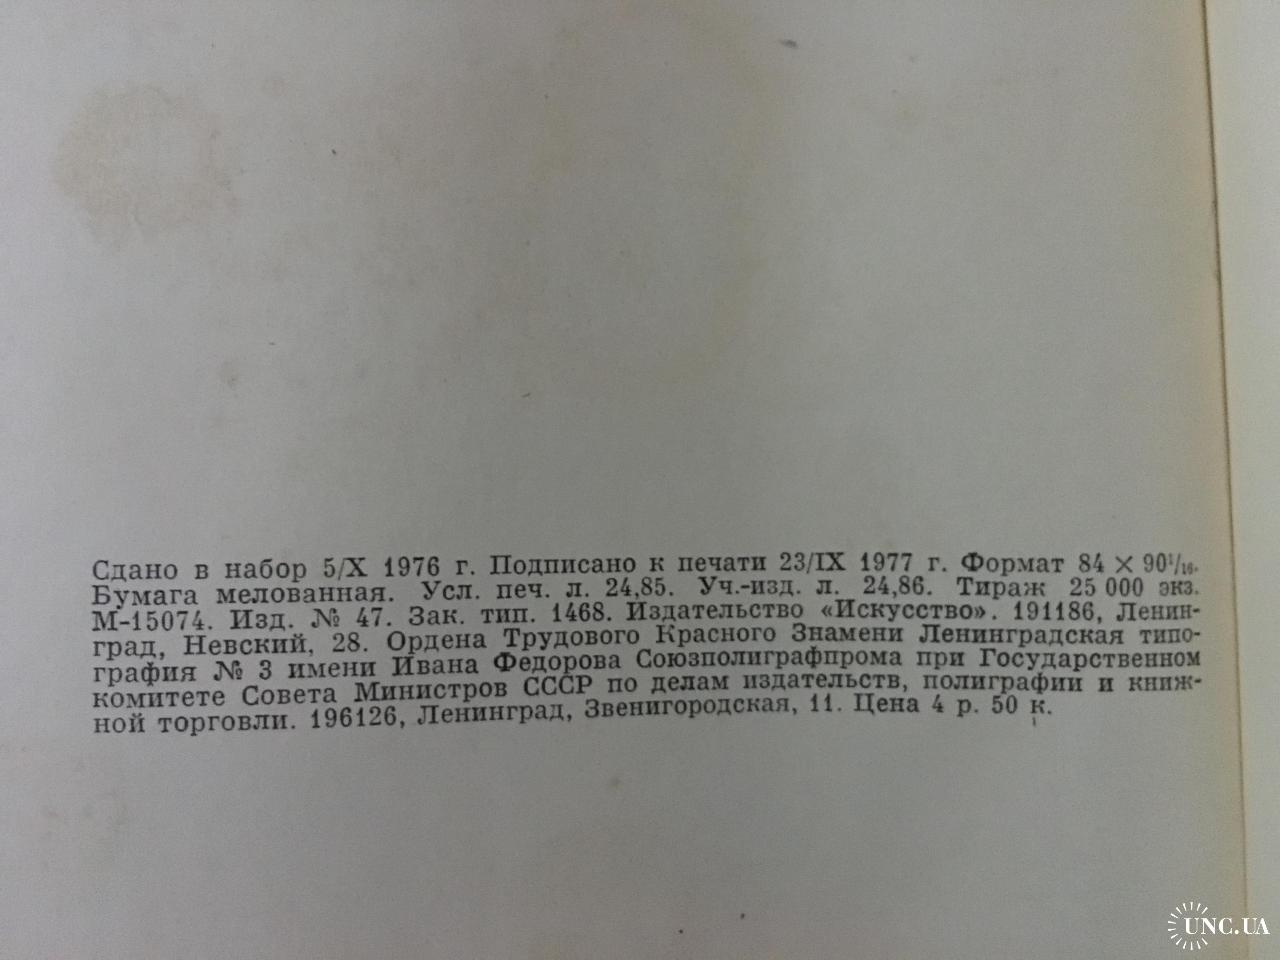 Сдано в набор 5/X 1976 г. Подписано к печати 23/IX 1977 г. Формат 84 × 90¹/₁₆.
Бумага мелованная. Усл. печ. л. 24,85. Уч.-изд. л. 24,86. Тираж 25 000 экз.
М-15074. Изд. № 47. Зак. тип. 1468. Издательство «Искусство». 191186, Ленин-
град, Невский, 28. Ордена Трудового Красного Знамени Ленинградская типо-
графия № 3 имени Ивана Федорова Союзполиграфпрома при Государственном
комитете Совета Министров СССР по делам издательств, полиграфии и книж-
ной торговли. 196126, Ленинград, Звенигородская, 11. Цена 4 р. 50 к.
UNC.UA